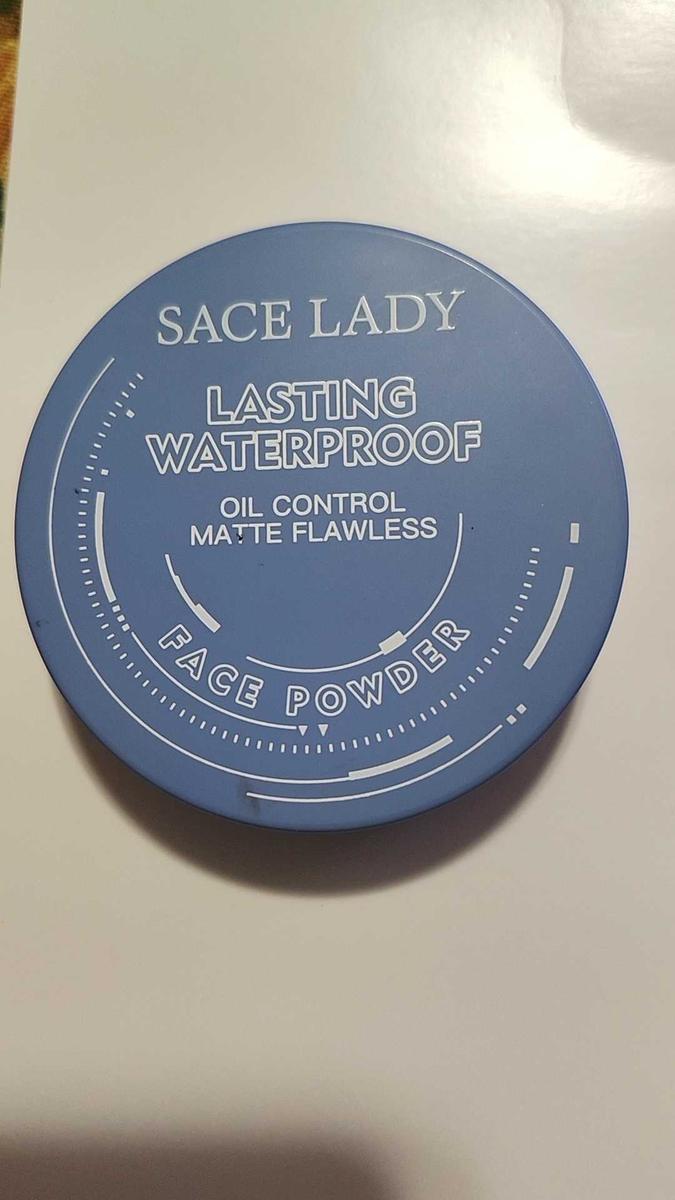 SACE LADY
LASTING
WATERPROOF
OIL CONTROL
MATTE FLAWLESS
FACE POWDER